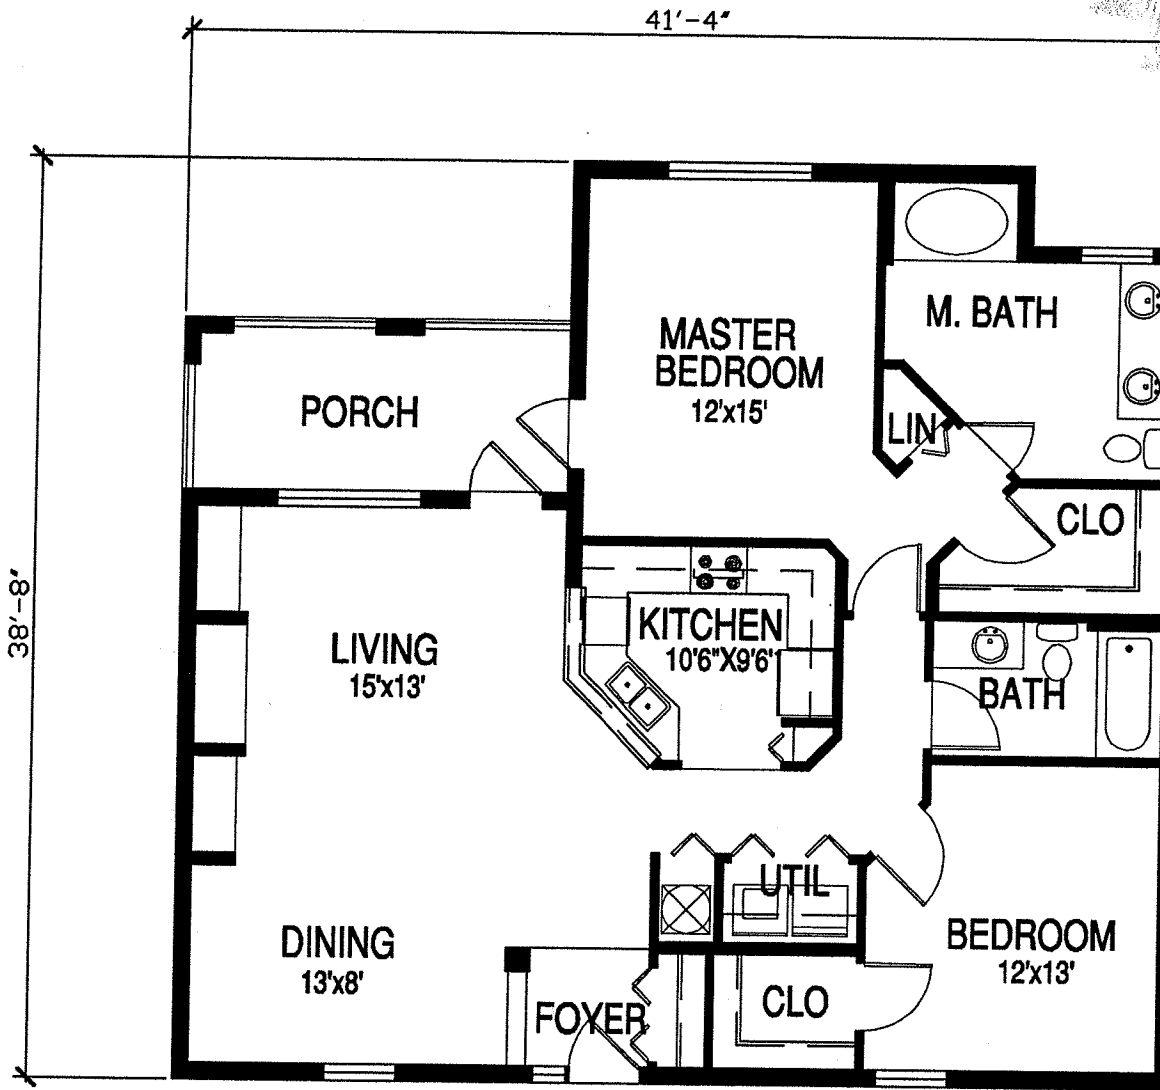 41'-4"
M. BATH
MASTER
BEDROOM
12'x15'
PORCH
LIN
CLO
38'-8"
KITCHEN
10'6"X9'6"
LIVING
15'x13'
BATH
UTIL
BEDROOM
12'x13'
DINING
13'x8'
CLO
FOYER